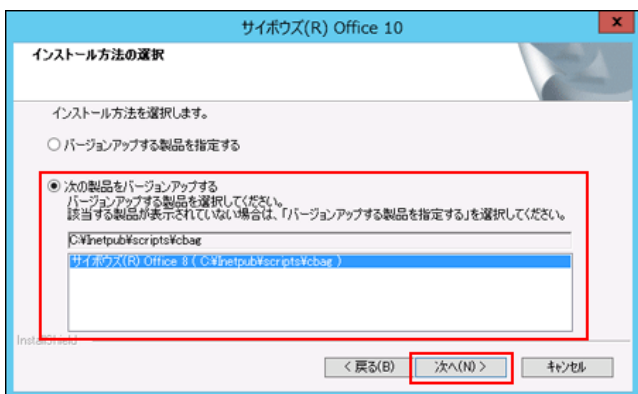 サイボウズ(R) Office 10
x
インストール方法の選択
インストール方法を選択します。
バージョンアップする製品を指定する
次の製品をバージョンアップする
バージョンアップする製品を選択してください。
該当する製品が表示されていない場合は、「バージョンアップする製品を指定する」を選択してください。
C:¥Inetpub¥scripts¥cbag
サイボウズ(R) Office 8 ( C:¥Inetpub¥scripts¥cbag )
InstallShield
< 戻る(B)
次へ(N) >
キャンセル